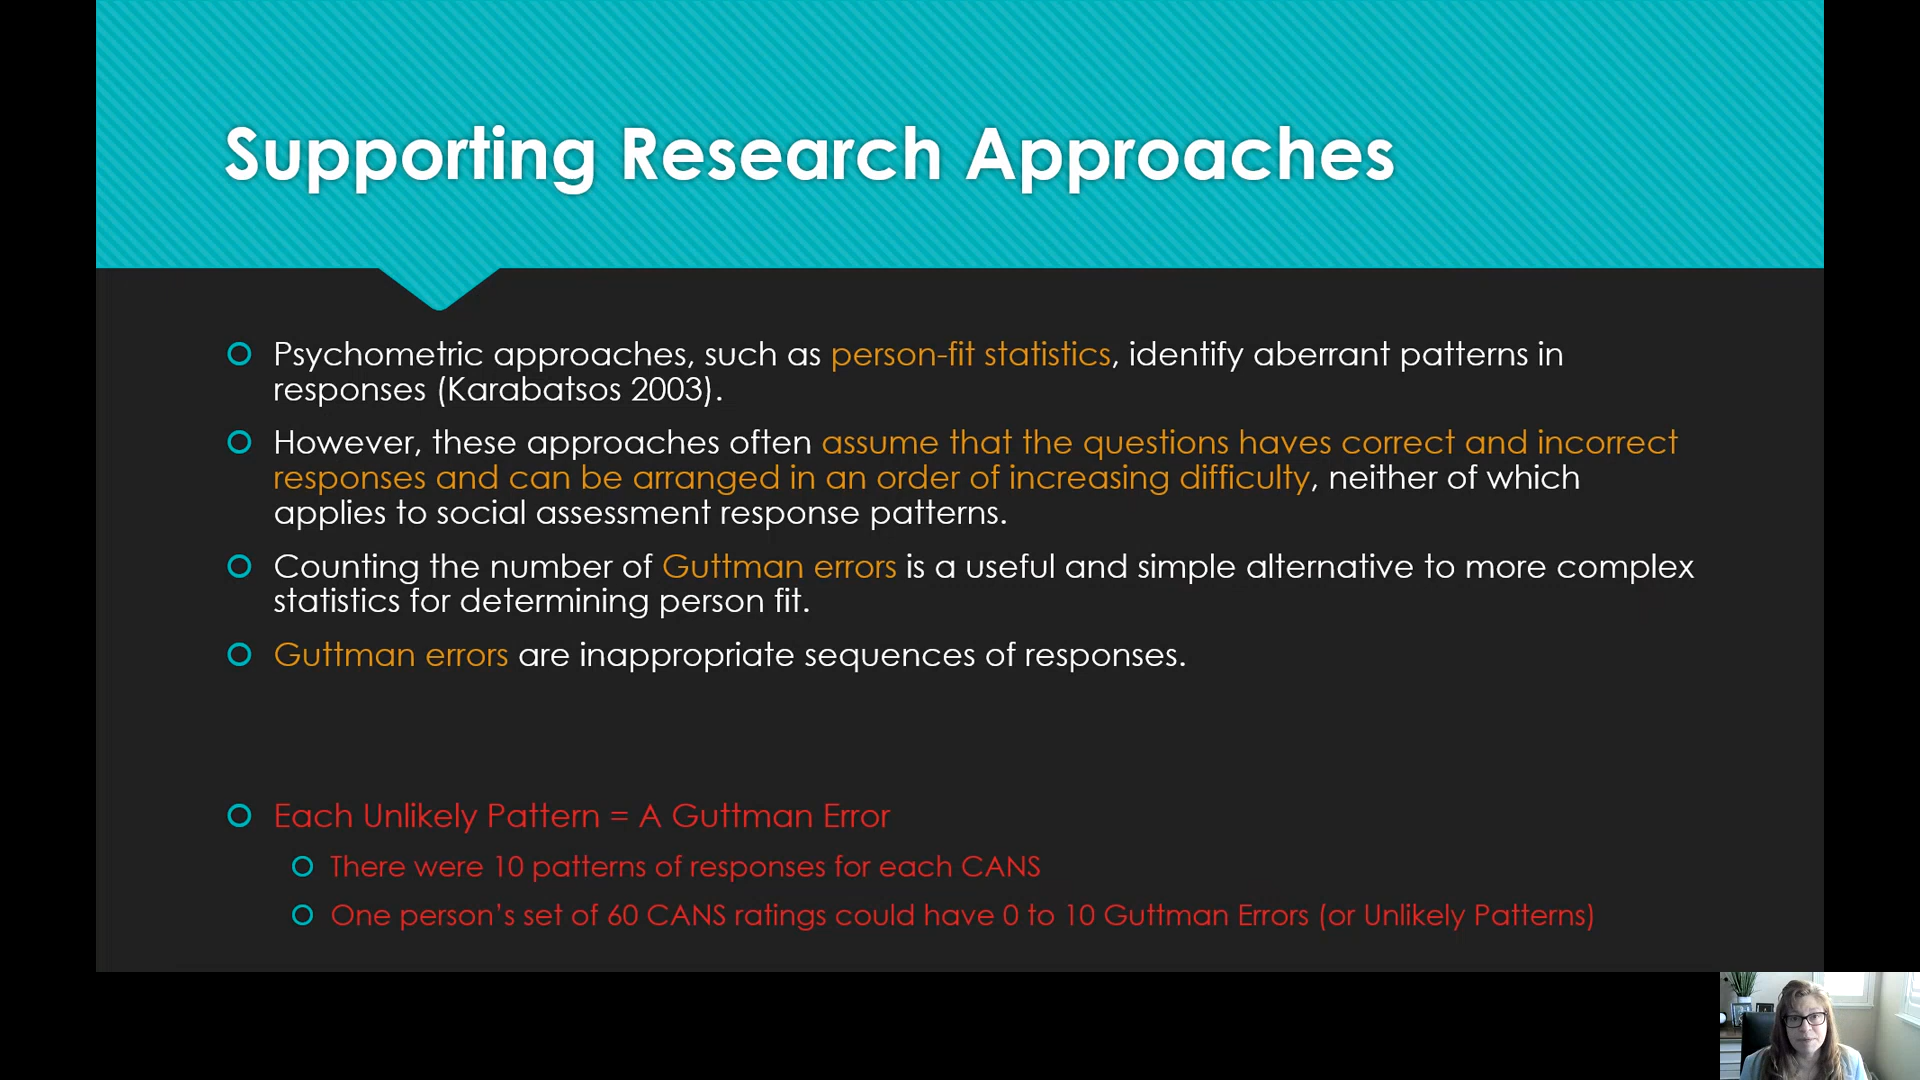 Supporting Research Approaches
Psychometric approaches, such as person-fit statistics, identify aberrant patterns in
responses (Karabatsos 2003).
However, these approaches often assume that the questions haves correct and incorrect
responses and can be arranged in an order of increasing difficulty, neither of which
applies to social assessment response patterns.
Counting the number of Guttman errors is a useful and simple alternative to more complex
statistics for determining person fit.
Guttman errors are inappropriate sequences of responses.
Each Unlikely Pattern = A Guttman Error
There were 10 patterns of responses for each CANS
One person's set of 60 CANS ratings could have 0 to 10 Guttman Errors (or Unlikely Patterns)